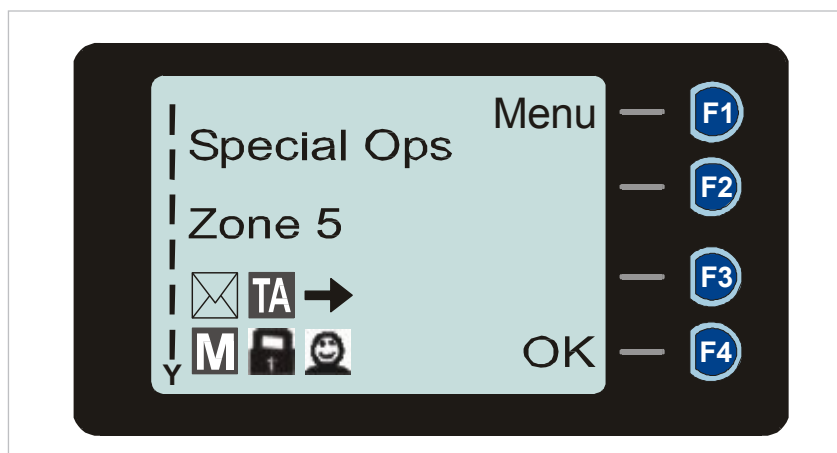 Menu
F1
Special Ops
F2
Zone 5
TA
F3
M
OK
F4
Y